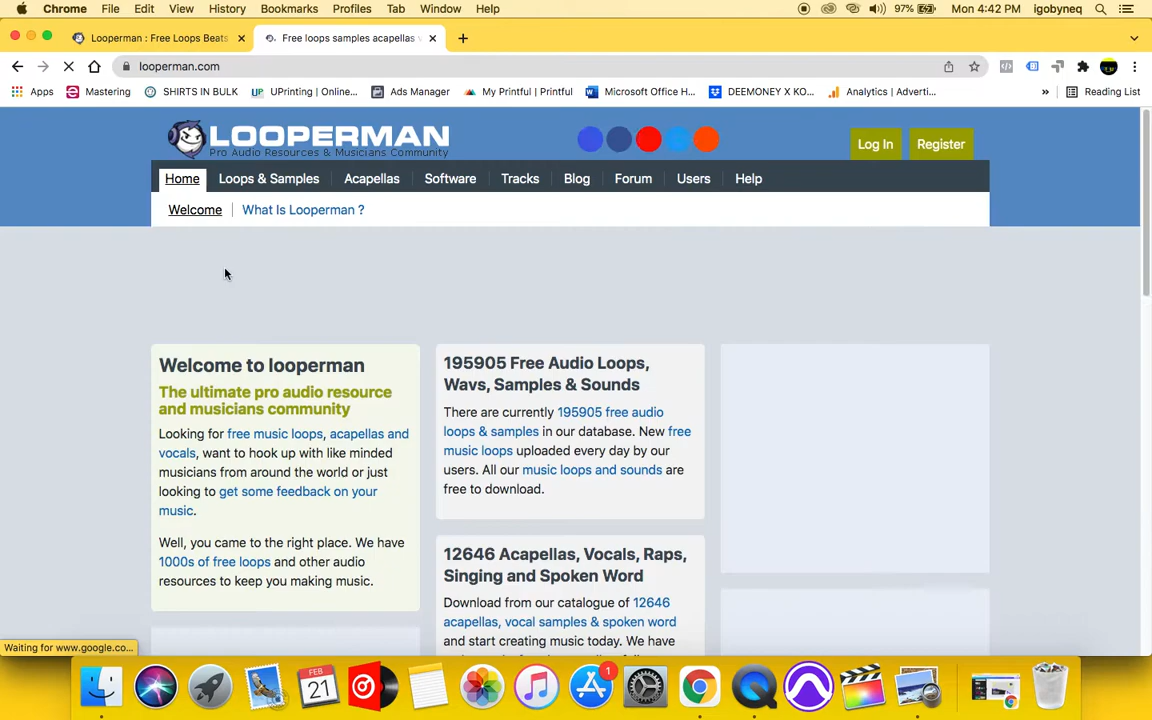 Chrome File Edit View History Bookmarks Profiles Tab Window Help 97% Mon 4:42 PM igobyneq
Looperman : Free Loops Beats Free loops samples acapellas
looperman.com
Apps Mastering SHIRTS IN BULK UPrinting | Online... Ads Manager My Printful | Printful Microsoft Office H... DEEMONEY X KO... Analytics | Adverti... » Reading List
LOOPERMAN
Pro Audio Resources & Musicians Community
Log In Register
Home Loops & Samples Acapellas Software Tracks Blog Forum Users Help
Welcome What Is Looperman ?
Welcome to looperman
The ultimate pro audio resource
and musicians community
Looking for free music loops, acapellas and
vocals, want to hook up with like minded
musicians from around the world or just
looking to get some feedback on your
music.
Well, you came to the right place. We have
1000s of free loops and other audio
resources to keep you making music.
195905 Free Audio Loops,
Wavs, Samples & Sounds
There are currently 195905 free audio
loops & samples in our database. New free
music loops uploaded every day by our
users. All our music loops and sounds are
free to download.
12646 Acapellas, Vocals, Raps,
Singing and Spoken Word
Download from our catalogue of 12646
acapellas, vocal samples & spoken word
and start creating music today. We have
Waiting for www.google.co...
FEB
21
1